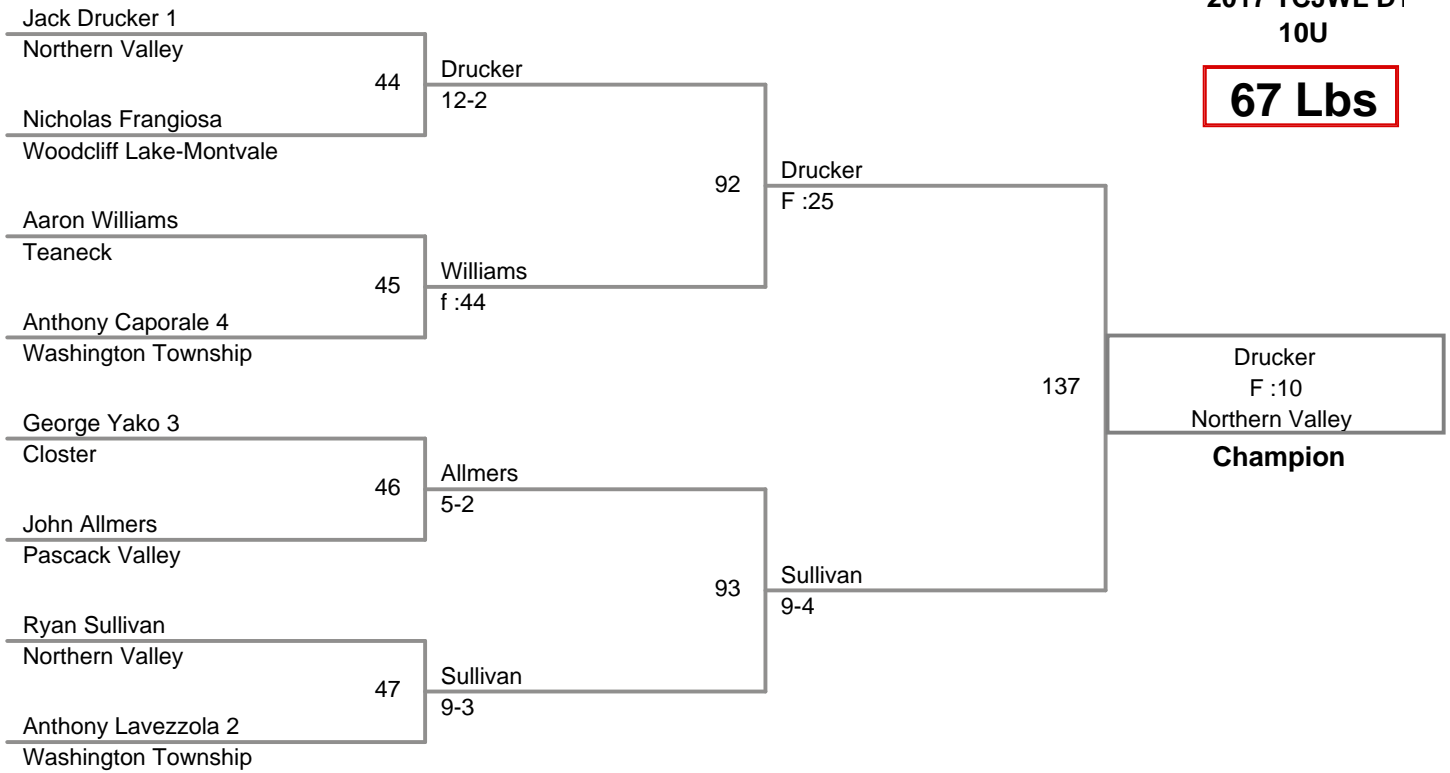 2017 TCJWL D1
10U
67 Lbs
Jack Drucker 1
Northern Valley
44
Nicholas Frangiosa
Woodcliff Lake-Montvale
Drucker
12-2
Aaron Williams
Teaneck
45
Anthony Caporale 4
Washington Township
Williams
f :44
92
Drucker
F :25
George Yako 3
Closter
46
John Allmers
Pascack Valley
Allmers
5-2
Ryan Sullivan
Northern Valley
47
Anthony Lavezzola 2
Washington Township
Sullivan
9-3
93
Sullivan
9-4
137
Drucker
F :10
Northern Valley
Champion